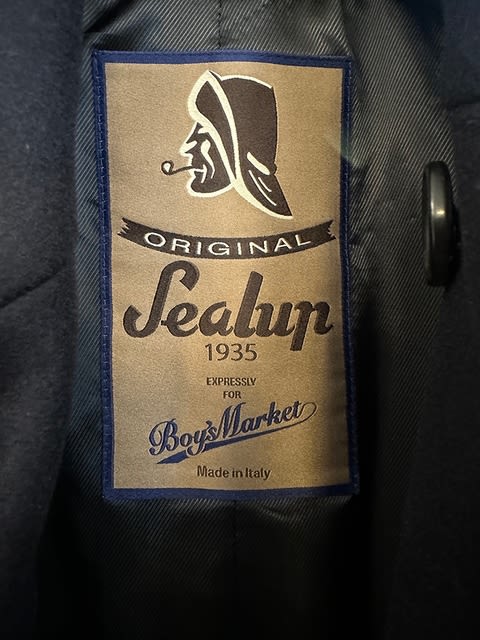 ORIGINAL
Sealup
1935
EXPRESSLY
FOR
Boy's Market
Made in Italy